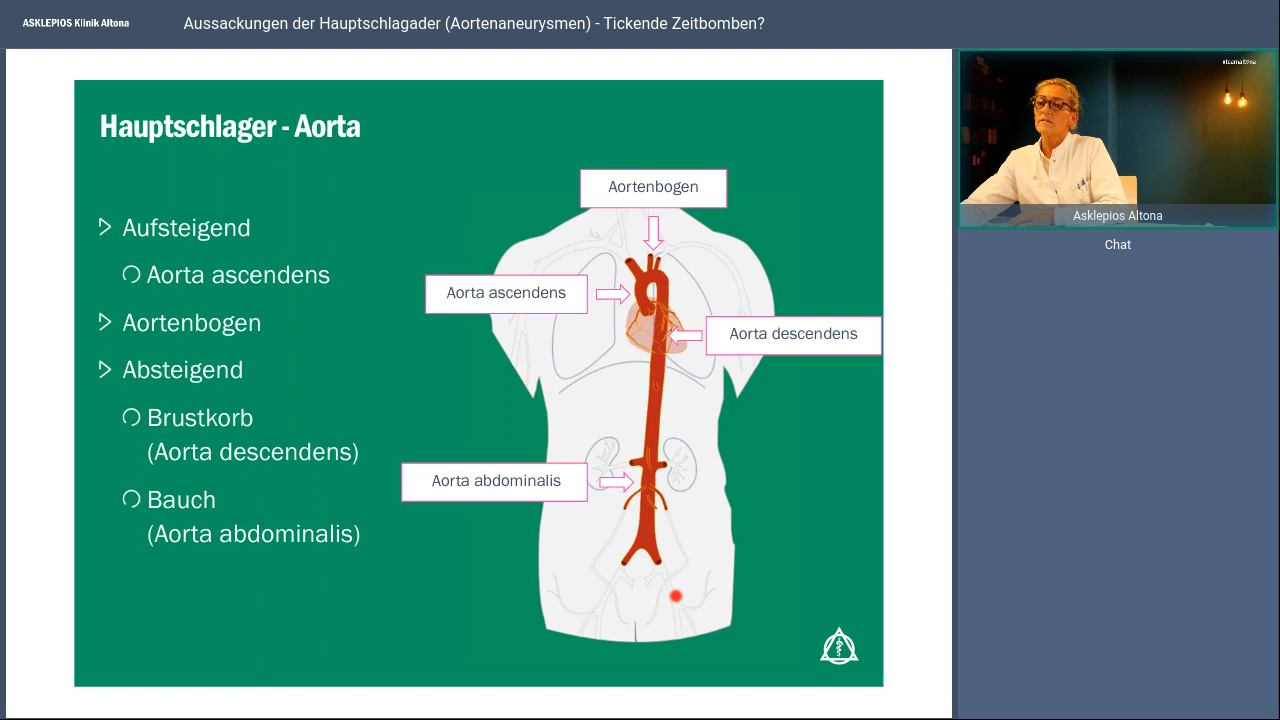 ASKLEPIOS Klinik Altona
Aussackungen der Hauptschlagader (Aortenaneurysmen) - Tickende Zeitbomben?
Hauptschlager - Aorta
Aufsteigend
Aorta ascendens
Aortenbogen
Absteigend
Brustkorb
(Aorta descendens)
Bauch
(Aorta abdominalis)
Aortenbogen
Aorta ascendens
Aorta descendens
Aorta abdominalis
Asklepios Altona
Chat